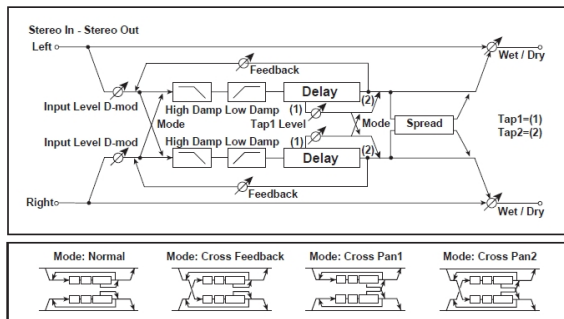 Stereo In - Stereo Out
Left
Wet / Dry
Feedback
Input Level D-mod
High Damp Low Damp
Delay
(1)
(2)
Mode
Tap1 Level
Mode
Spread
Tap1=(1)
Tap2=(2)
Input Level D-mod
High Damp Low Damp
(1)
Delay
(2)
Feedback
Right
Wet / Dry
Mode: Normal
Mode: Cross Feedback
Mode: Cross Pan1
Mode: Cross Pan2